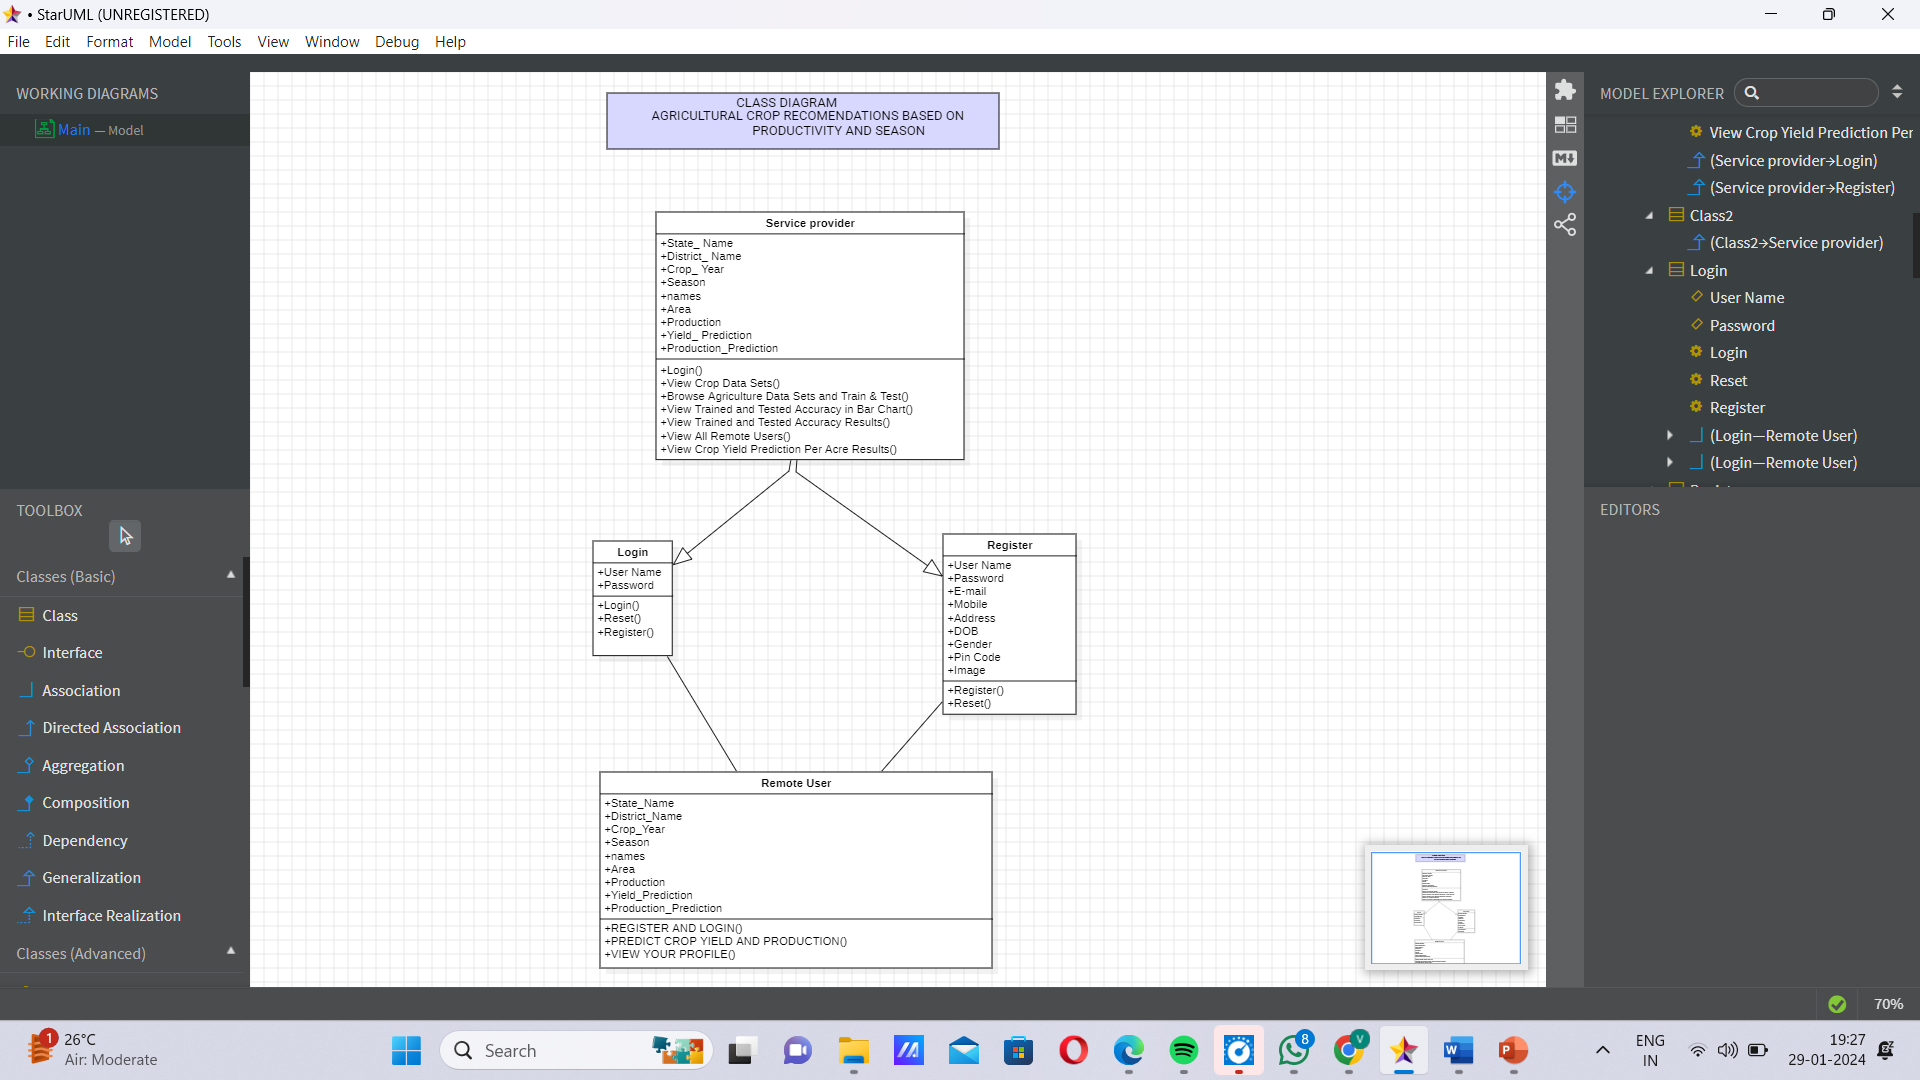 • StarUML (UNREGISTERED)
File Edit Format Model Tools View Window Debug Help
WORKING DIAGRAMS
Main — Model
TOOLBOX
Classes (Basic)
Class
Interface
Association
Directed Association
Aggregation
Composition
Dependency
Generalization
Interface Realization
Classes (Advanced)
CLASS DIAGRAM
AGRICULTURAL CROP RECOMENDATIONS BASED ON
PRODUCTIVITY AND SEASON
Service provider
+State_ Name
+District_ Name
+Crop_ Year
+Season
+names
+Area
+Production
+Yield_ Prediction
+Production_Prediction
+Login()
+View Crop Data Sets()
+Browse Agriculture Data Sets and Train & Test()
+View Trained and Tested Accuracy in Bar Chart()
+View Trained and Tested Accuracy Results()
+View All Remote Users()
+View Crop Yield Prediction Per Acre Results()
Login
+User Name
+Password
+Login()
+Reset()
+Register()
Register
+User Name
+Password
+E-mail
+Mobile
+Address
+DOB
+Gender
+Pin Code
+Image
+Register()
+Reset()
Remote User
+State_Name
+District_Name
+Crop_Year
+Season
+names
+Area
+Production
+Yield_Prediction
+Production_Prediction
+REGISTER AND LOGIN()
+PREDICT CROP YIELD AND PRODUCTION()
+VIEW YOUR PROFILE()
MODEL EXPLORER
View Crop Yield Prediction Per
(Service provider→Login)
(Service provider→Register)
Class2
(Class2→Service provider)
Login
User Name
Password
Login
Reset
Register
(Login—Remote User)
(Login—Remote User)
EDITORS
70%
1
26°C
Air: Moderate
Search
8
V
ENG
IN
19:27
29-01-2024